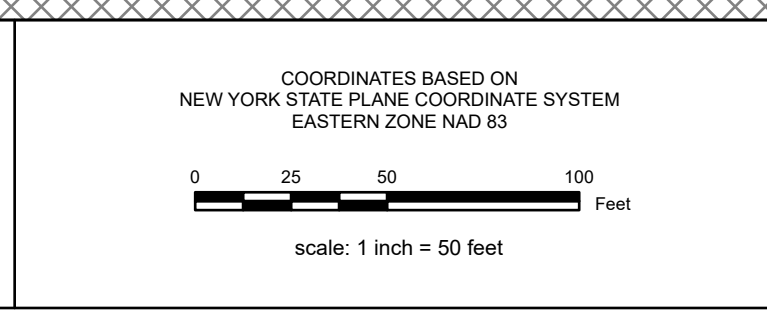 COORDINATES BASED ON
NEW YORK STATE PLANE COORDINATE SYSTEM
EASTERN ZONE NAD 83
0 25 50 100
Feet
scale: 1 inch = 50 feet